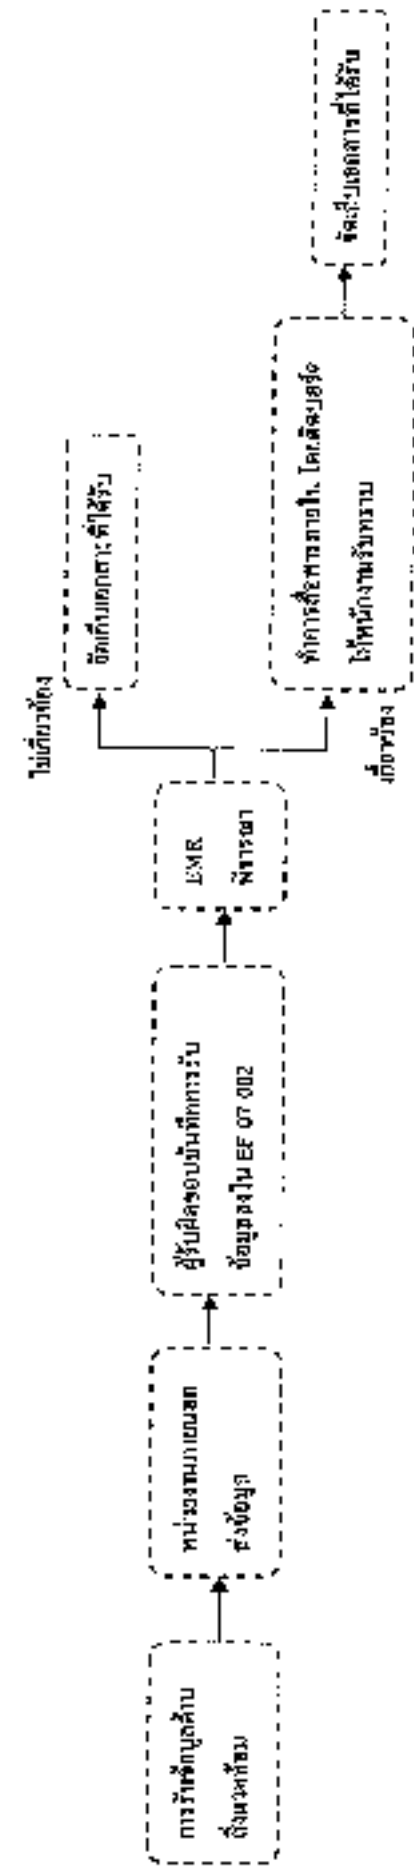 การรับข้อมูลด้าน
สิ่งแวดล้อม
หน่วยงานภายนอก
ส่งข้อมูล
ผู้รับผิดชอบบันทึกการรับ
ข้อมูลลงใน EF 07 002
EMR
พิจารณา
ไม่เกี่ยวข้อง
จัดเก็บเอกสารที่ได้รับ
เกี่ยวข้อง
ทำการสื่อสารภายใน โดยติดบอร์ด
ให้พนักงานรับทราบ
จัดเก็บเอกสารที่ได้รับ